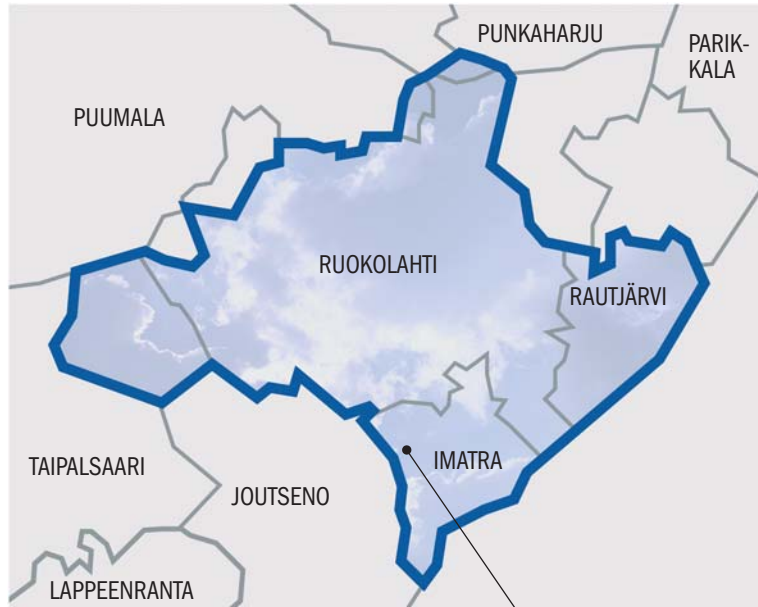 PUNKAHARJU
PARIK-
KALA
PUUMALA
RUOKOLAHTI
RAUTJÄRVI
IMATRA
TAIPALSAARI
JOUTSENO
LAPPEENRANTA